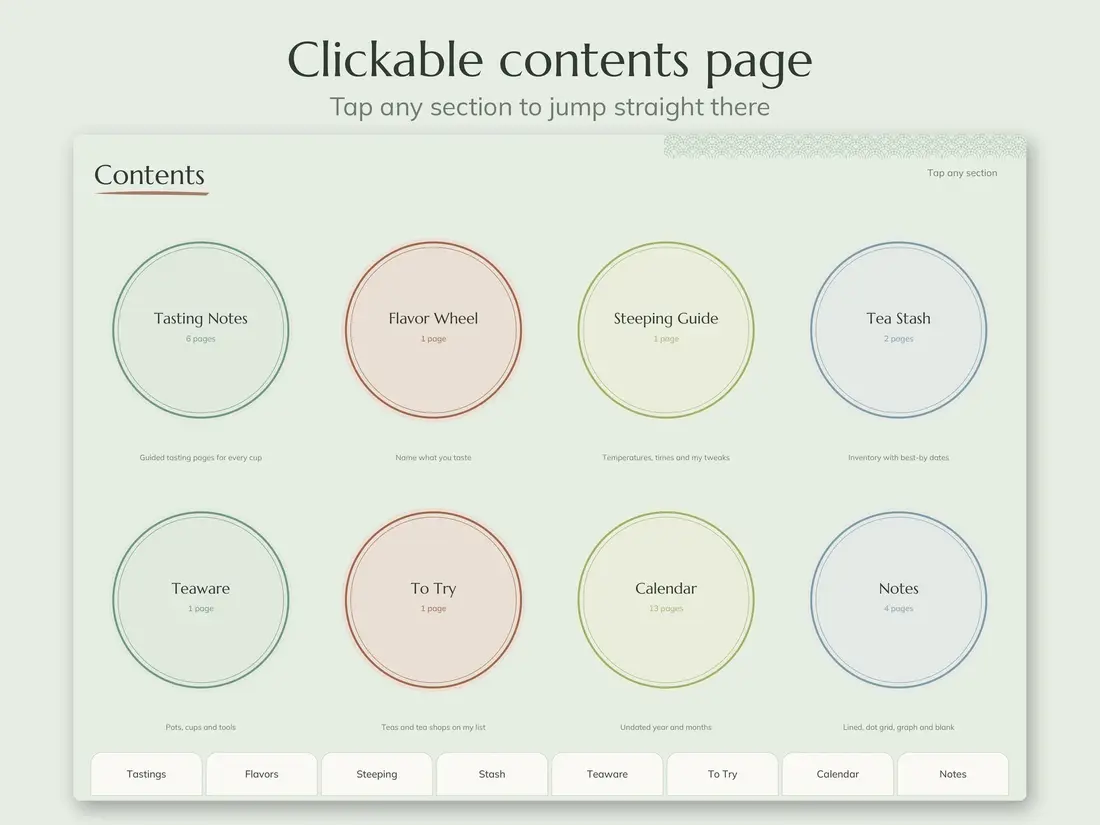 Clickable contents page
Tap any section to jump straight there
Contents
Tap any section
Tasting Notes
6 pages
Guided tasting pages for every cup
Flavor Wheel
1 page
Name what you taste
Steeping Guide
1 page
Temperatures, times and my tweaks
Tea Stash
2 pages
Inventory with best-by dates
Teaware
1 page
Pots, cups and tools
To Try
1 page
Teas and tea shops on my list
Calendar
13 pages
Undated year and months
Notes
4 pages
Lined, dot grid, graph and blank
Tastings
Flavors
Steeping
Stash
Teaware
To Try
Calendar
Notes